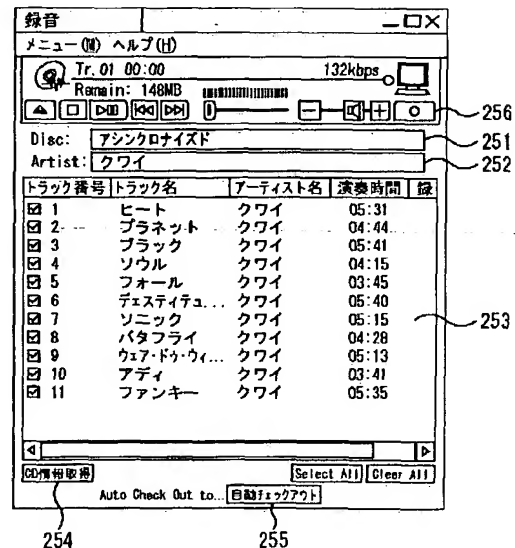 録音
メニュー(M) ヘルプ(H)
Tr. 01 00:00 132kbps
Remain: 148MB
256
Disc: アシンクロナイズド 251
Artist: クワイ 252
トラック番号 トラック名 アーティスト名 演奏時間 録
1 ヒート クワイ 05:31
2 プラネット クワイ 04:44
3 ブラック クワイ 05:41
4 ソウル クワイ 04:15
5 フォール クワイ 03:45
6 デェスティテュ... クワイ 05:40
7 ソニック クワイ 05:15
8 バタフライ クワイ 04:28
9 ウェア・ドゥ・ウィ... クワイ 05:13
10 アディ クワイ 03:41
11 ファンキー クワイ 05:35
253
CD情報取得 Select All Clear All
Auto Check Out to... 自動チェックアウト
254 255